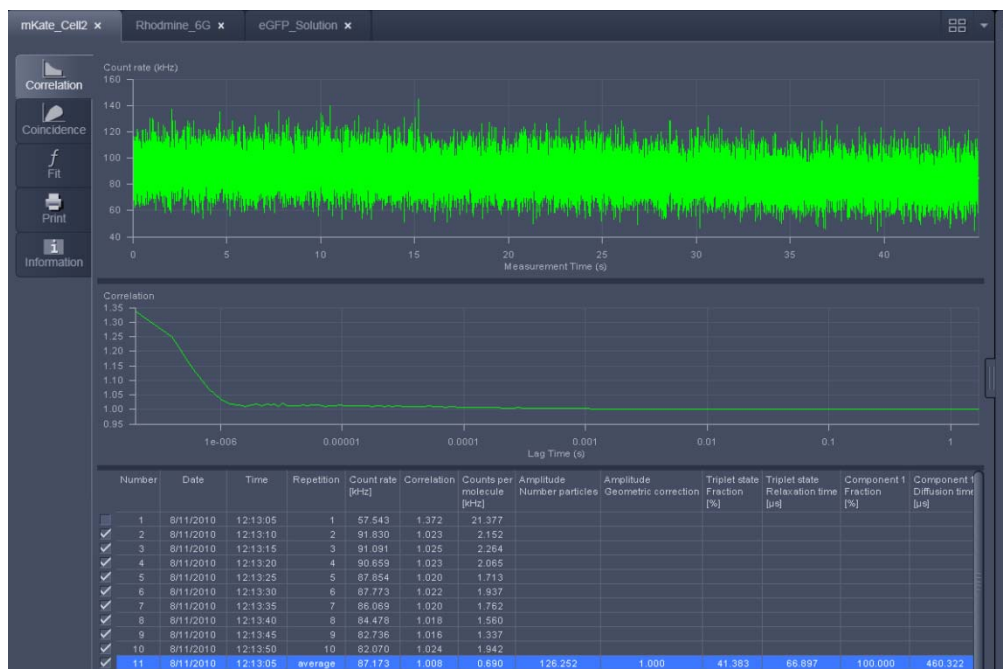 mKate_Cell2 × Rhodmine_6G × eGFP_Solution ×
Correlation
Coincidence
f
Fit
Print
i
Information
Count rate (kHz)
160
140
120
100
80
60
40
0 5 10 15 20 25 30 35 40
Measurement Time (s)
Correlation
1.35
1.30
1.25
1.20
1.15
1.10
1.05
1.00
0.95
1e-006 0.00001 0.0001 0.001 0.01 0.1 1
Lag Time (s)
Number Date Time Repetition Count rate [kHz] Correlation Counts per molecule [kHz] Amplitude Number particles Amplitude Geometric correction Triplet state Fraction [%] Triplet state Relaxation time [µs] Component 1 Fraction [%] Component 1 Diffusion time [µs]
1 8/11/2010 12:13:05 1 57.543 1.372 21.377
2 8/11/2010 12:13:10 2 91.830 1.023 2.152
3 8/11/2010 12:13:15 3 91.091 1.025 2.264
4 8/11/2010 12:13:20 4 90.659 1.023 2.065
5 8/11/2010 12:13:25 5 87.854 1.020 1.713
6 8/11/2010 12:13:30 6 87.773 1.022 1.937
7 8/11/2010 12:13:35 7 86.069 1.020 1.762
8 8/11/2010 12:13:40 8 84.478 1.018 1.560
9 8/11/2010 12:13:45 9 82.736 1.016 1.337
10 8/11/2010 12:13:50 10 82.070 1.024 1.942
11 8/11/2010 12:13:05 average 87.173 1.008 0.690 126.252 1.000 41.383 66.897 100.000 460.322